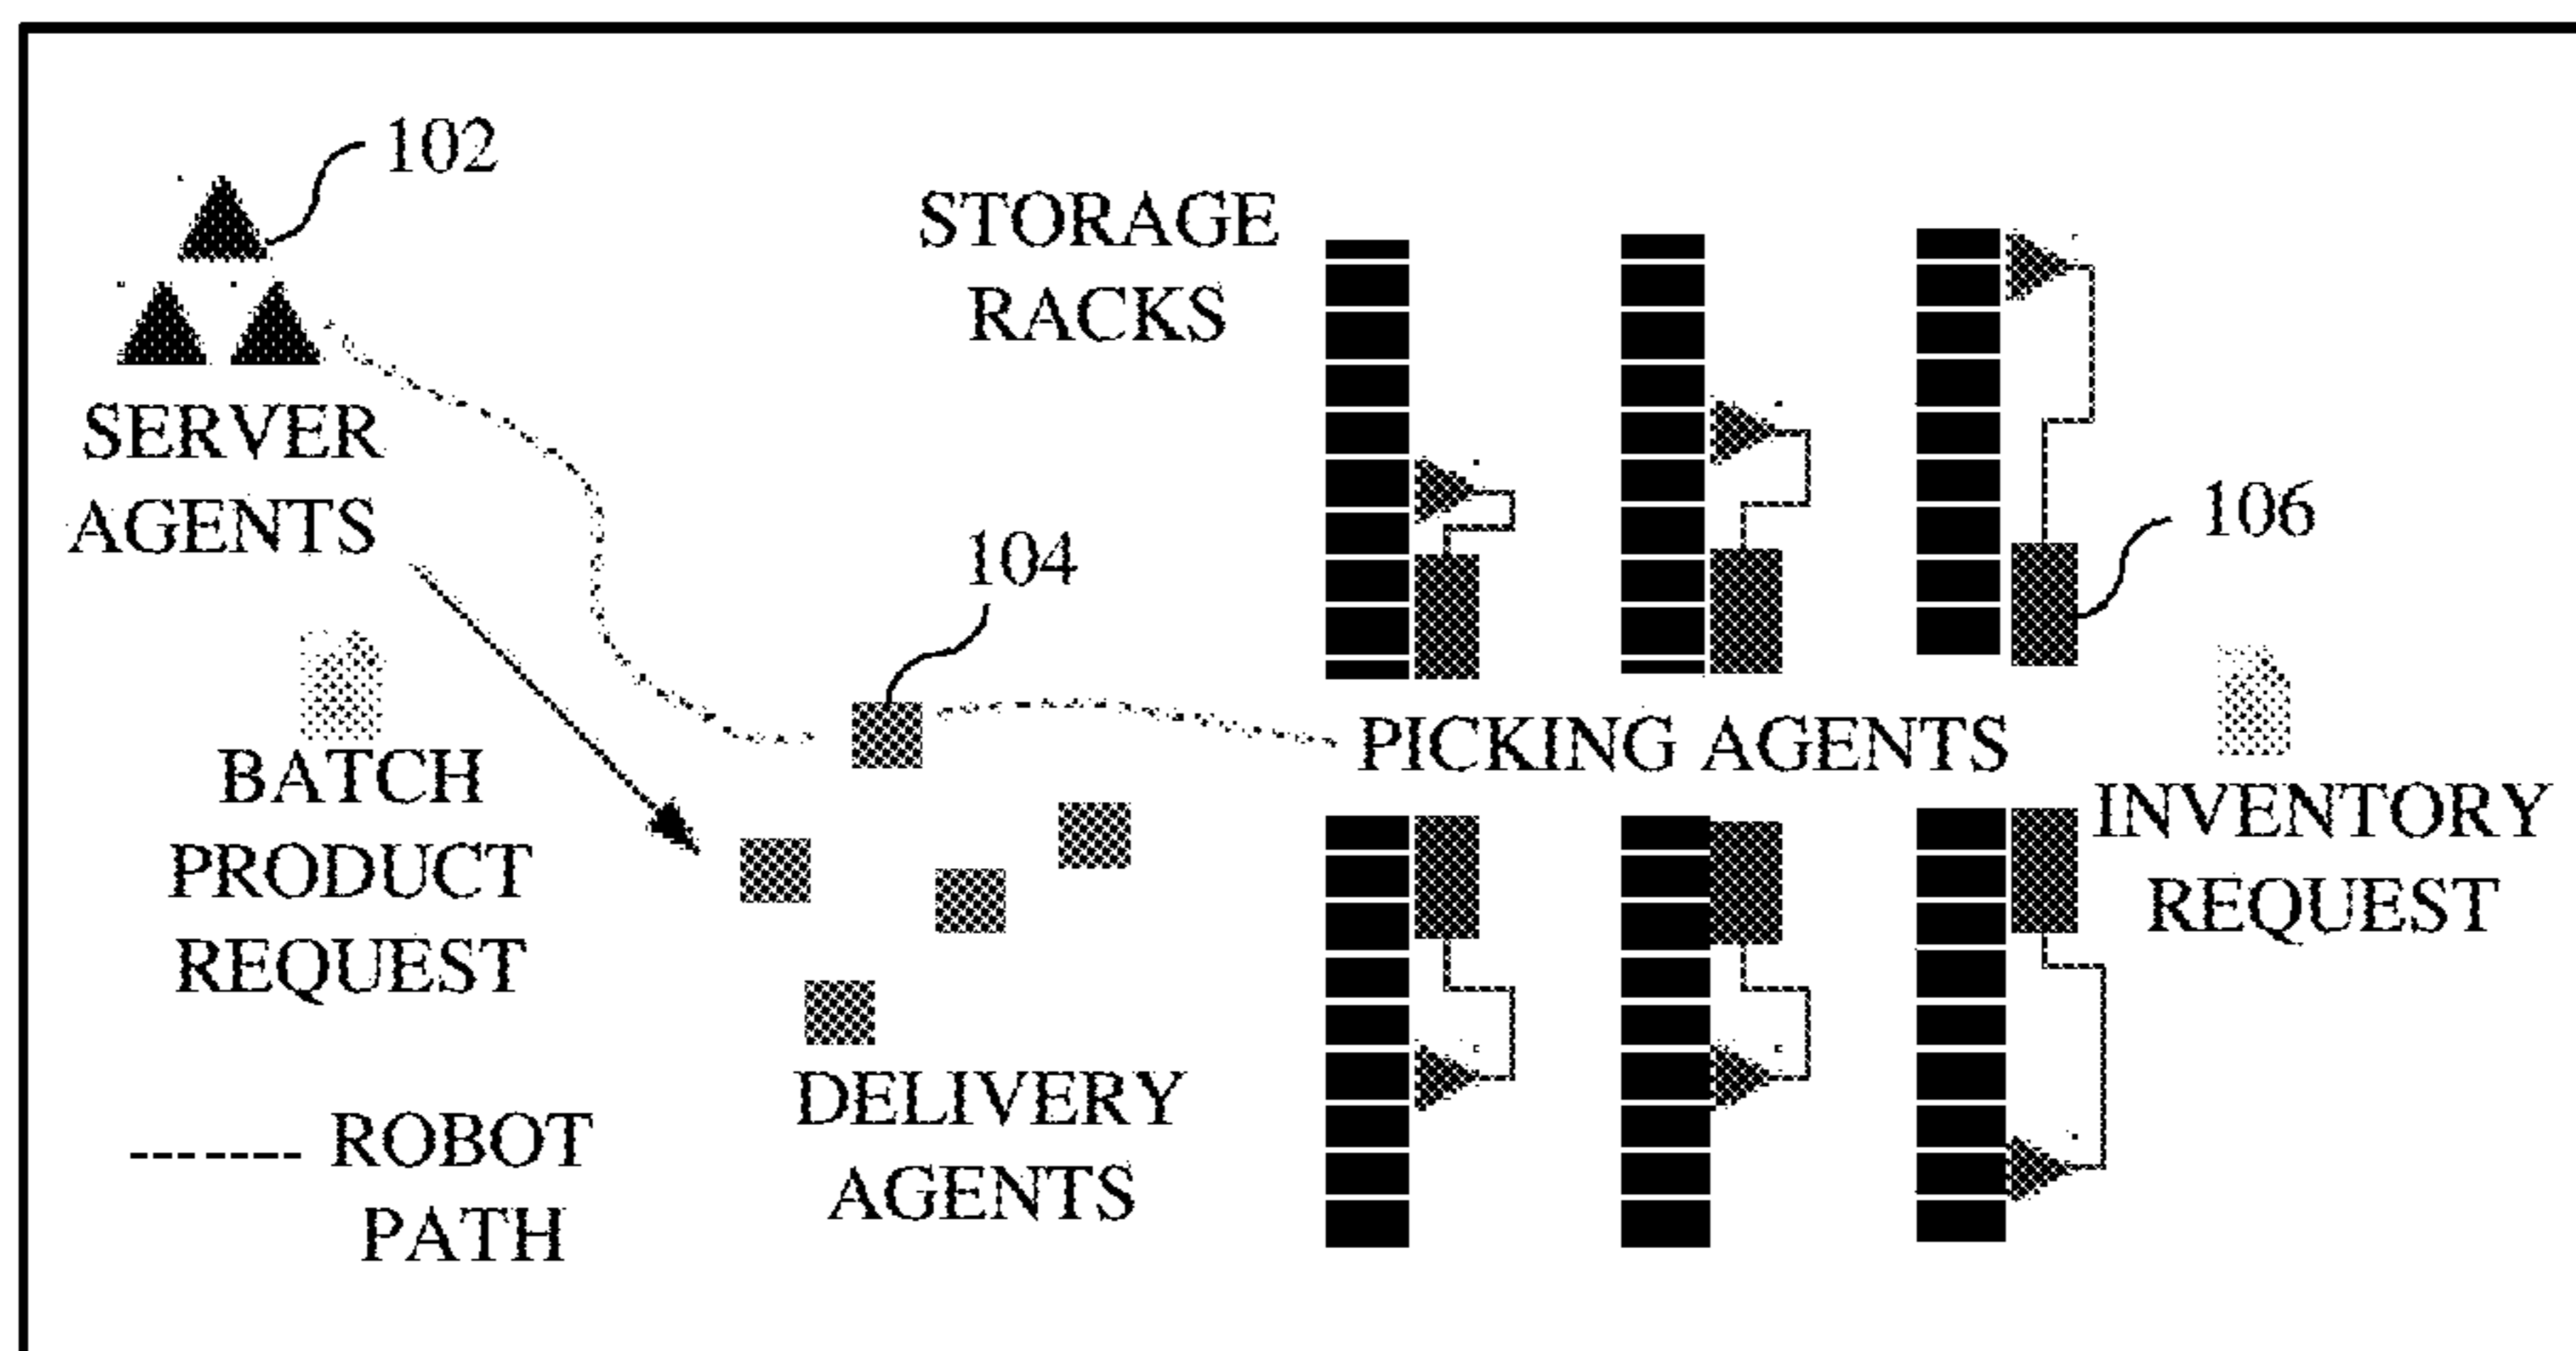 102
STORAGE
RACKS
SERVER
AGENTS
104
106
PICKING AGENTS
BATCH
PRODUCT
REQUEST
INVENTORY
REQUEST
DELIVERY
AGENTS
ROBOT
PATH